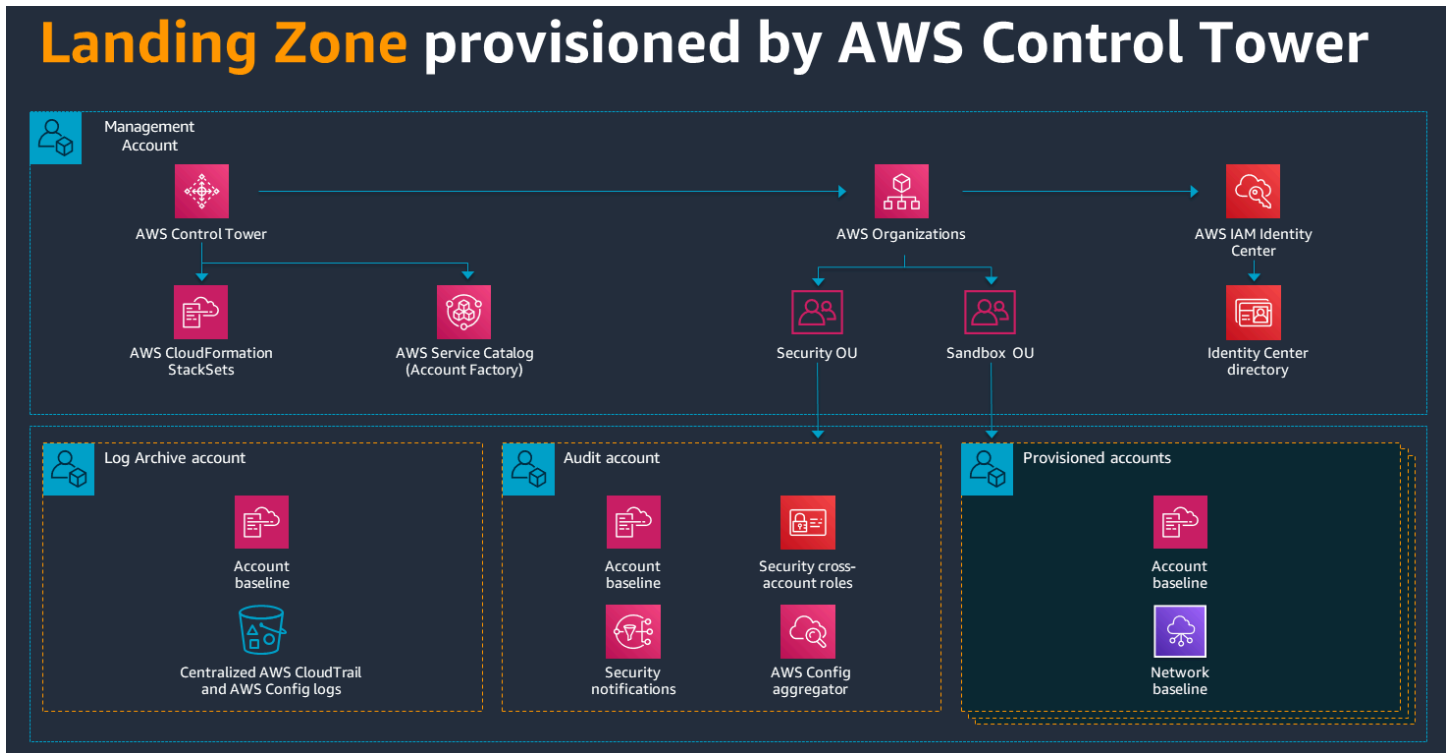 Landing Zone provisioned by AWS Control Tower
Management
Account
AWS Control Tower
AWS Organizations
AWS IAM Identity
Center
AWS CloudFormation
StackSets
AWS Service Catalog
(Account Factory)
Security OU
Sandbox OU
Identity Center
directory
Log Archive account
Account
baseline
Centralized AWS CloudTrail
and AWS Config logs
Audit account
Account
baseline
Security cross-
account roles
Security
notifications
AWS Config
aggregator
Provisioned accounts
Account
baseline
Network
baseline